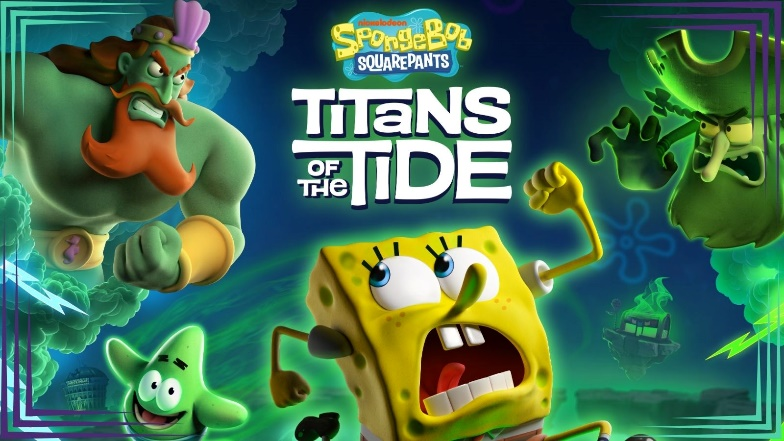 nickelodeon
SpongeBob
SQUAREPANTS
TITANS
OF THE TIDE